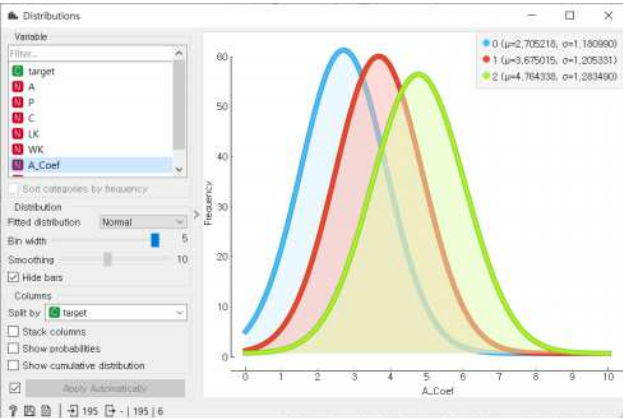 Distributions
Variable
Filter...
C target
N A
N P
N C
N LK
N WK
N A_Coef
Sort categories by frequency
Distribution
Fitted distribution Normal
Bin width 5
Smoothing 10
Hide bars
Columns
Split by C target
Stack columns
Show probabilities
Show cumulative distribution
Apply Automatically
? 195 - | 195 | 6
0 (μ=2,705218, σ=1,180990)
1 (μ=3,675015, σ=1,205331)
2 (μ=4,764338, σ=1,283490)
Frequency
60
50
40
30
20
10
0
0 1 2 3 4 5 6 7 8 9 10
A_Coef